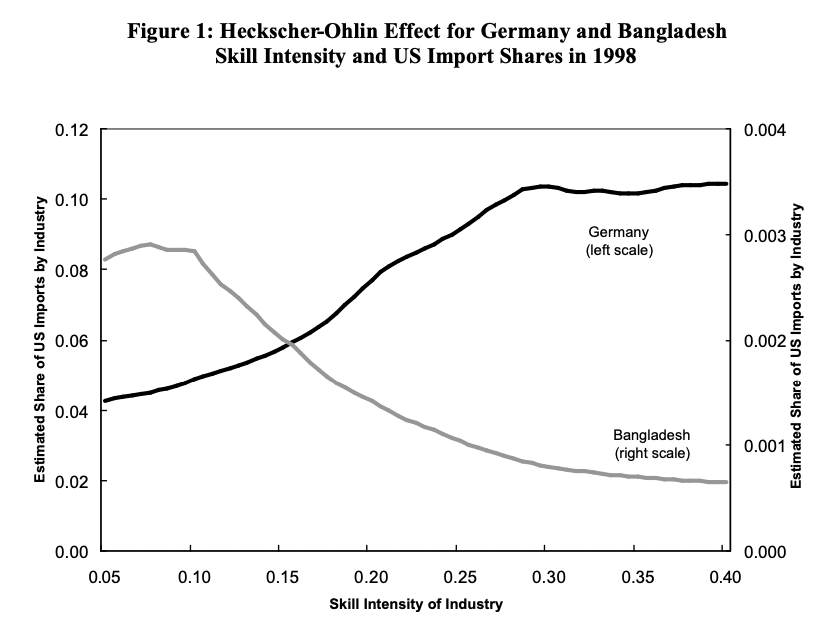 Figure 1: Heckscher-Ohlin Effect for Germany and Bangladesh
Skill Intensity and US Import Shares in 1998
0.12
0.10
0.08
0.06
0.04
0.02
0.00
Estimated Share of US Imports by Industry
0.004
0.003
0.002
0.001
0.000
Estimated Share of US Imports by Industry
Germany
(left scale)
Bangladesh
(right scale)
0.05 0.10 0.15 0.20 0.25 0.30 0.35 0.40
Skill Intensity of Industry